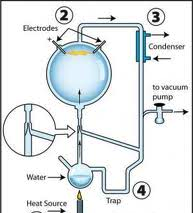 2
3
Electrodes
+
-
Condenser
to vacuum
pump
Water
4
Trap
Heat Source